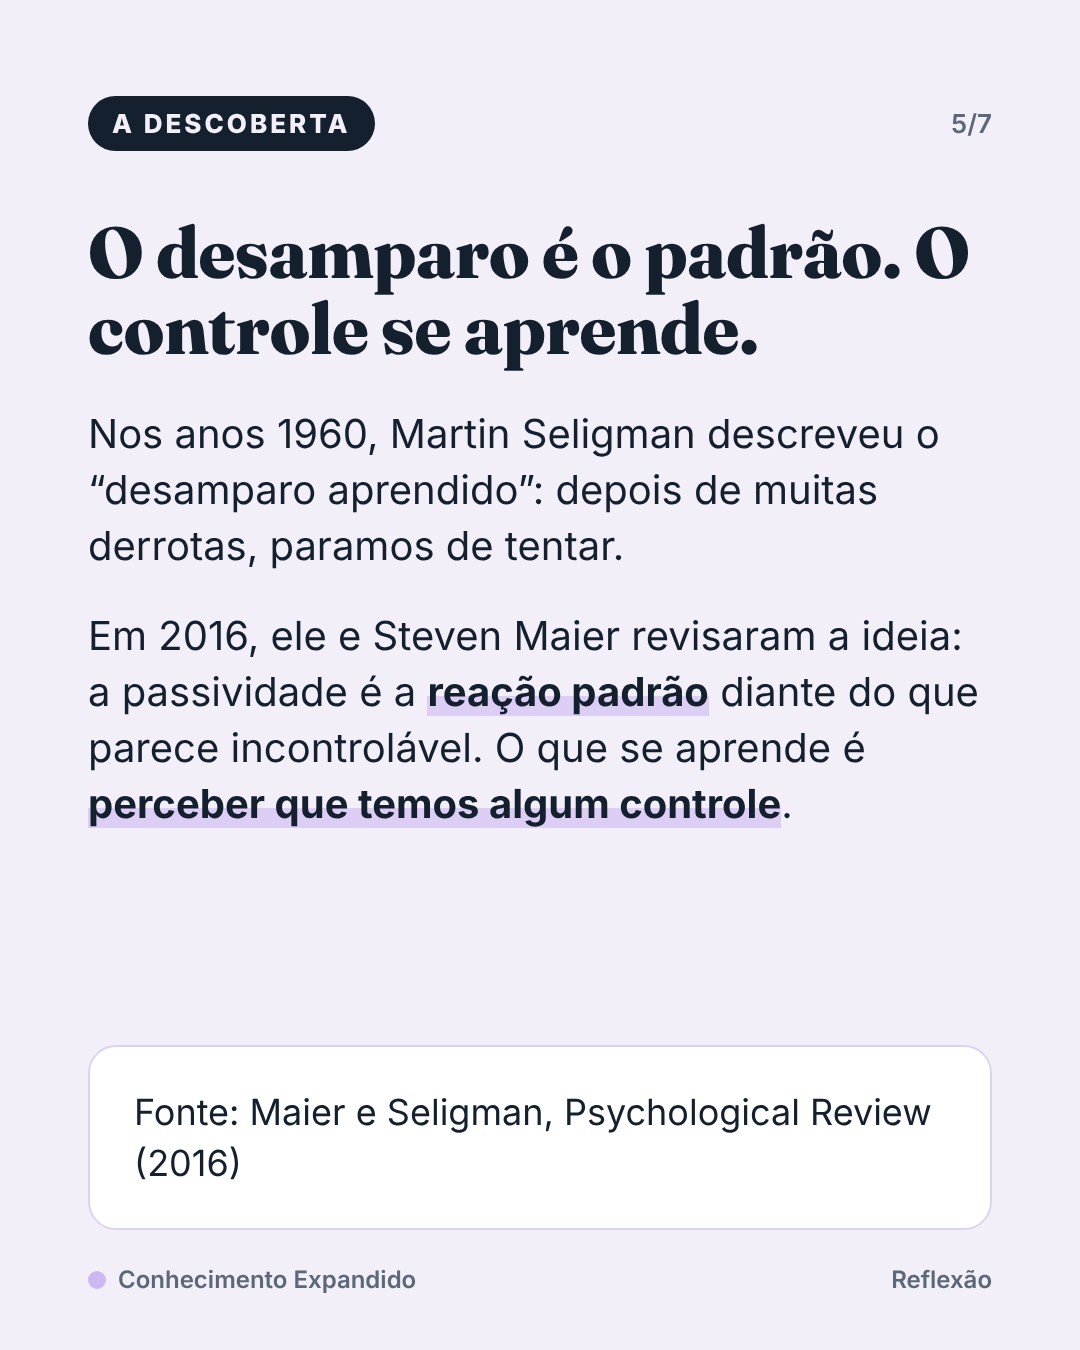 A DESCOBERTA
5/7
O desamparo é o padrão. O
controle se aprende.
Nos anos 1960, Martin Seligman descreveu o
“desamparo aprendido”: depois de muitas
derrotas, paramos de tentar.
Em 2016, ele e Steven Maier revisaram a ideia:
a passividade é a reação padrão diante do que
parece incontrolável. O que se aprende é
perceber que temos algum controle.
Fonte: Maier e Seligman, Psychological Review
(2016)
Conhecimento Expandido
Reflexão